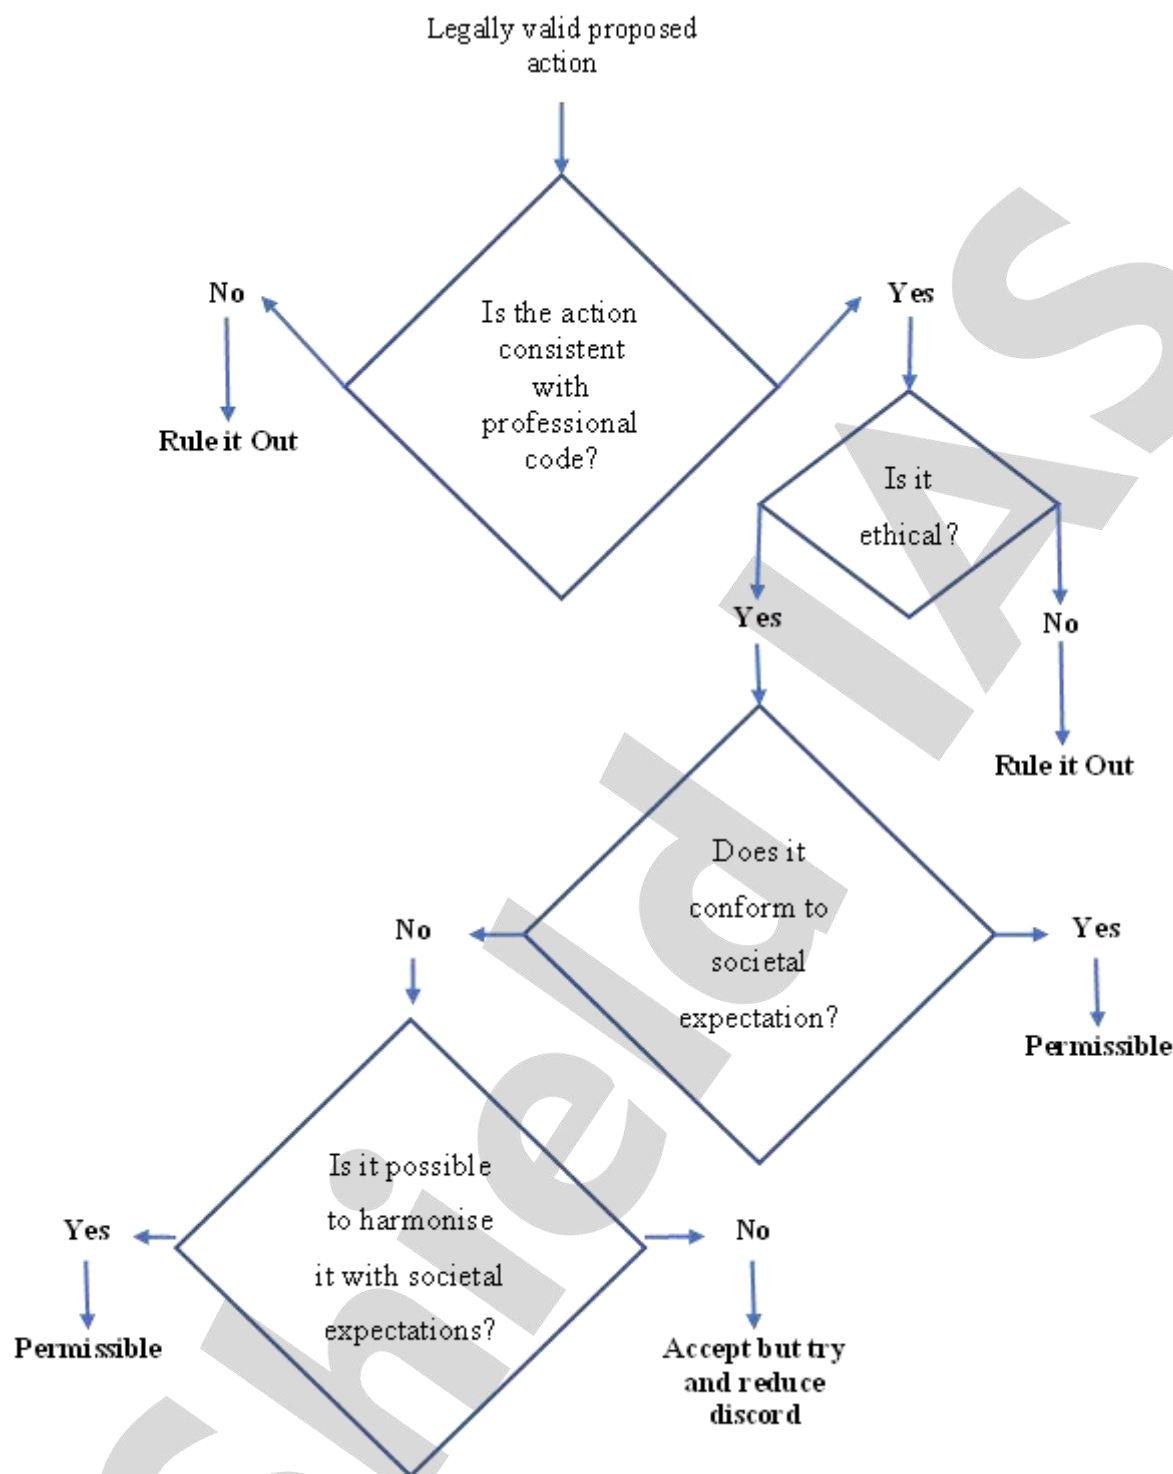 Legally valid proposed
action
Is the action
consistent
with
professional
code?
No
Rule it Out
Yes
Is it
ethical?
Yes
No
Rule it Out
Does it
conform to
societal
expectation?
No
Yes
Permissible
Is it possible
to harmonise
it with societal
expectations?
Yes
Permissible
No
Accept but try
and reduce
discord
Shield IAS